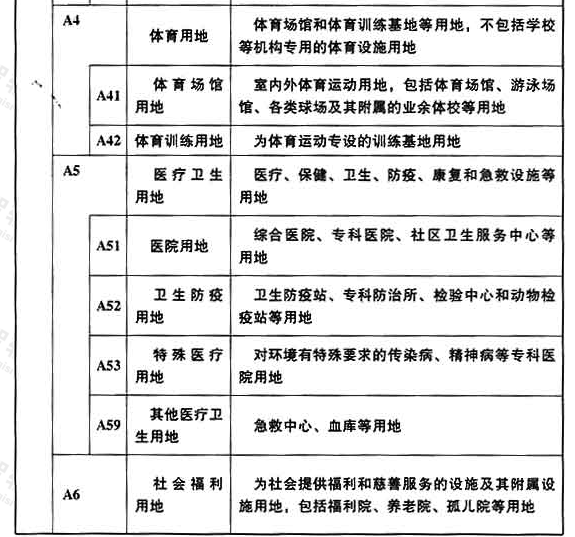 A4
体育用地
体育场馆和体育训练基地等用地，不包括学校
等机构专用的体育设施用地
A41
体育场馆
用地
室内外体育运动用地，包括体育场馆、游泳场
馆、各类球场及其附属的业余体校等用地
A42
体育训练用地
为体育运动专设的训练基地用地
A5
医疗卫生
用地
医疗、保健、卫生、防疫、康复和急救设施等
用地
A51
医院用地
综合医院、专科医院、社区卫生服务中心等
用地
A52
卫生防疫
用地
卫生防疫站、专科防治所、检验中心和动物检
疫站等用地
A53
特殊医疗
用地
对环境有特殊要求的传染病、精神病等专科医
院用地
A59
其他医疗卫
生用地
急救中心、血库等用地
A6
社会福利
用地
为社会提供福利和慈善服务的设施及其附属设
施用地，包括福利院、养老院、孤儿院等用地